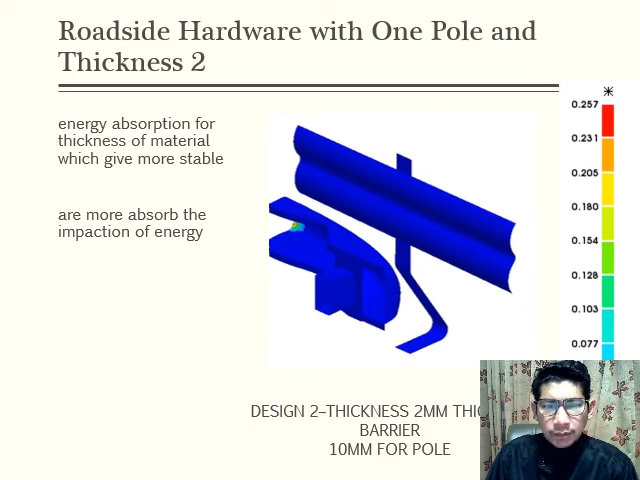 Roadside Hardware with One Pole and
Thickness 2
energy absorption for
thickness of material
which give more stable
are more absorb the
impaction of energy
0.257
0.231
0.205
0.180
0.154
0.128
0.103
0.077
DESIGN 2-THICKNESS 2MM
BARRIER
10MM FOR POLE